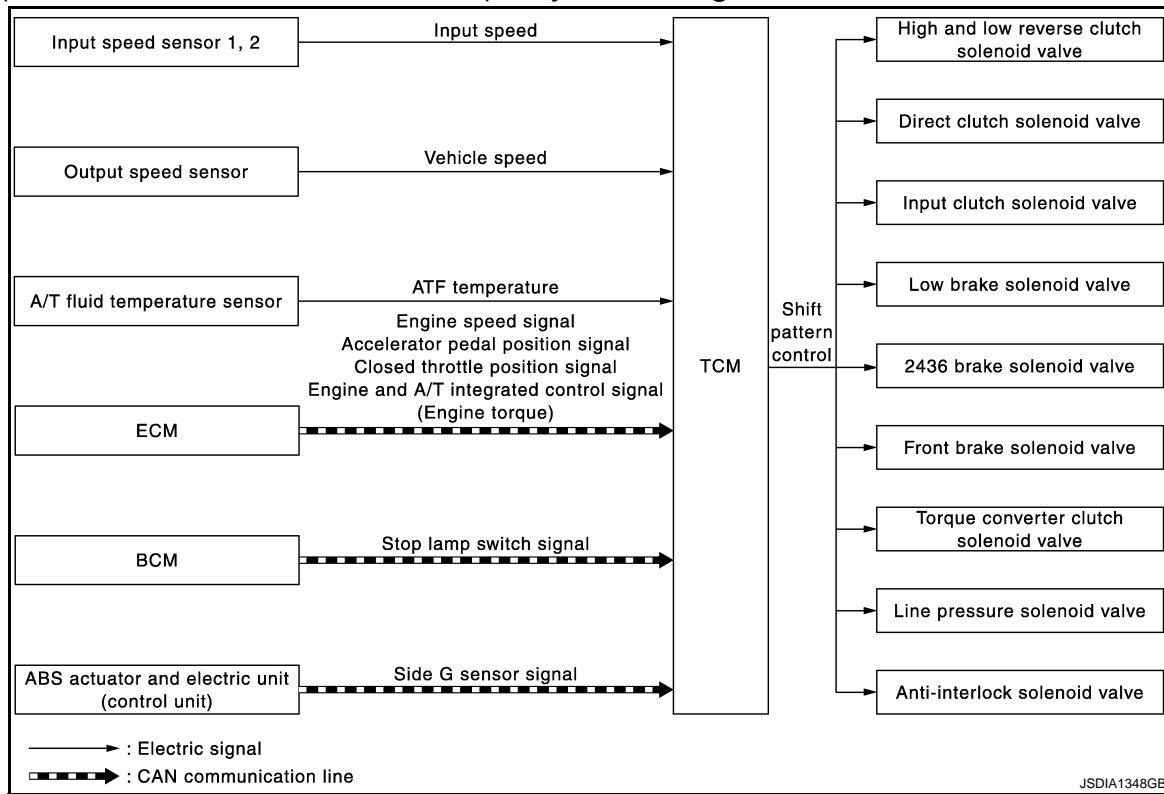 Input speed sensor 1, 2
Input speed
Output speed sensor
Vehicle speed
A/T fluid temperature sensor
ATF temperature
Engine speed signal
Accelerator pedal position signal
Closed throttle position signal
Engine and A/T integrated control signal
(Engine torque)
ECM
BCM
Stop lamp switch signal
ABS actuator and electric unit
(control unit)
Side G sensor signal
TCM
Shift
pattern
control
High and low reverse clutch
solenoid valve
Direct clutch solenoid valve
Input clutch solenoid valve
Low brake solenoid valve
2436 brake solenoid valve
Front brake solenoid valve
Torque converter clutch
solenoid valve
Line pressure solenoid valve
Anti-interlock solenoid valve
: Electric signal
: CAN communication line
JSDIA1348GB